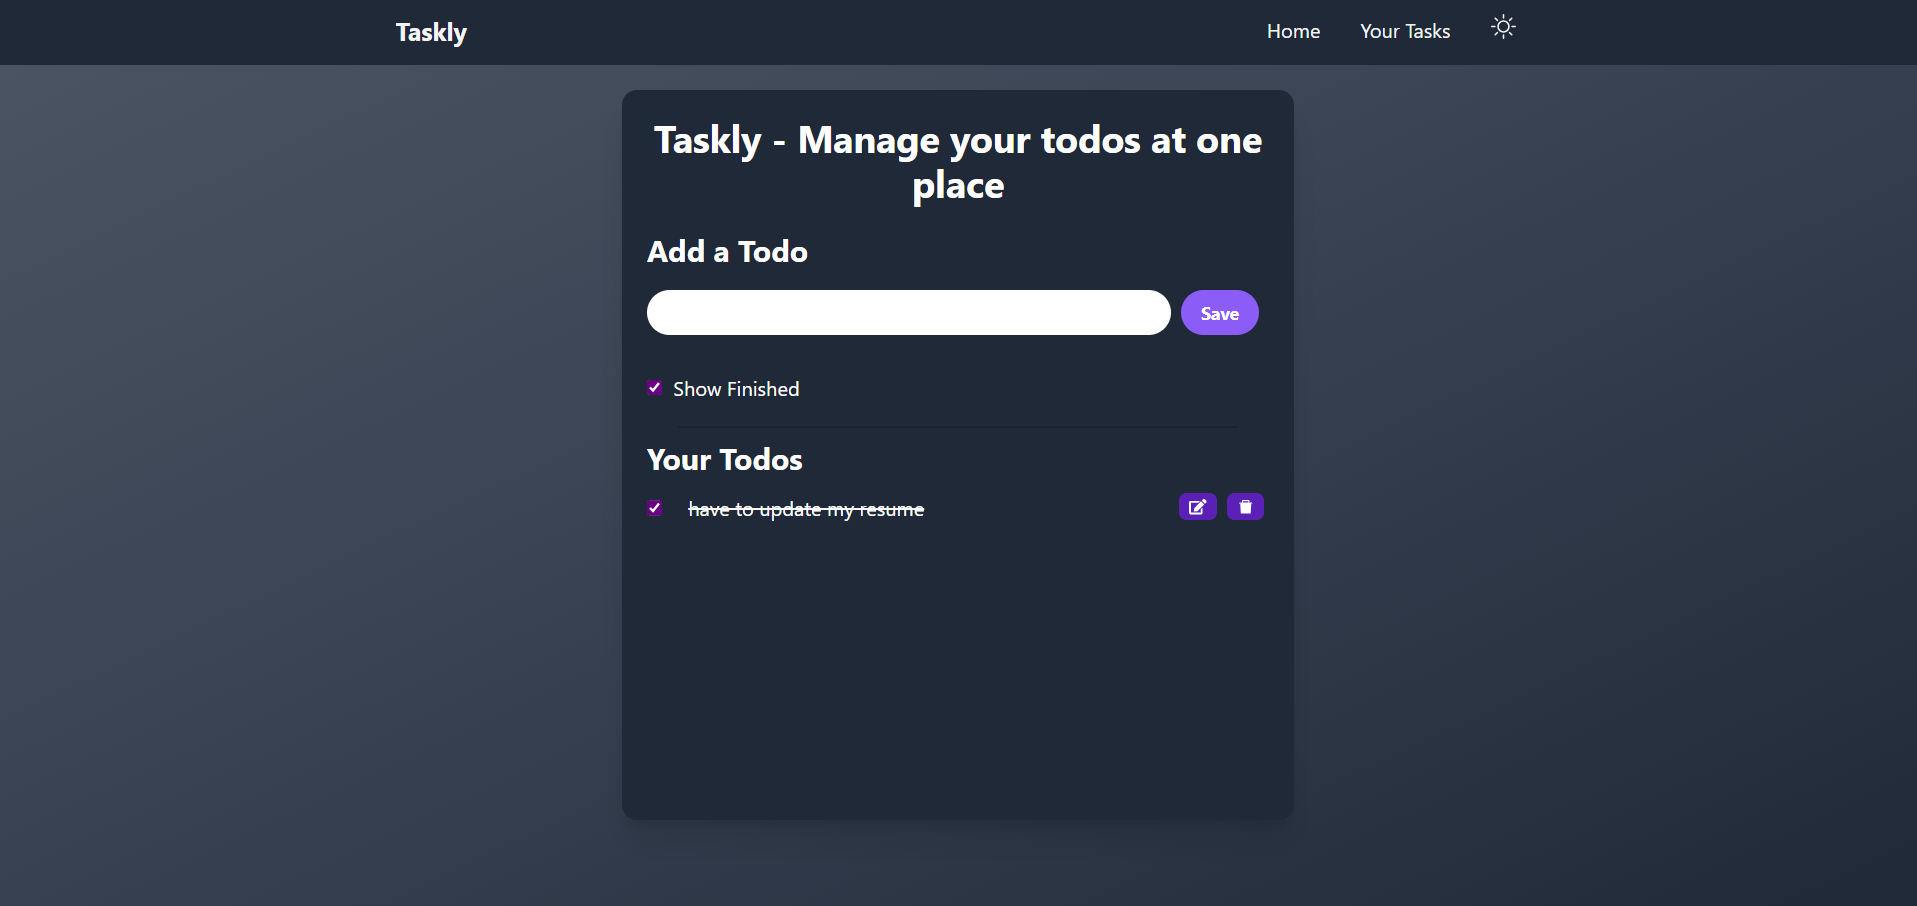 Taskly
Home
Your Tasks
Taskly - Manage your todos at one
place
Add a Todo
Save
Show Finished
Your Todos
have to update my resume